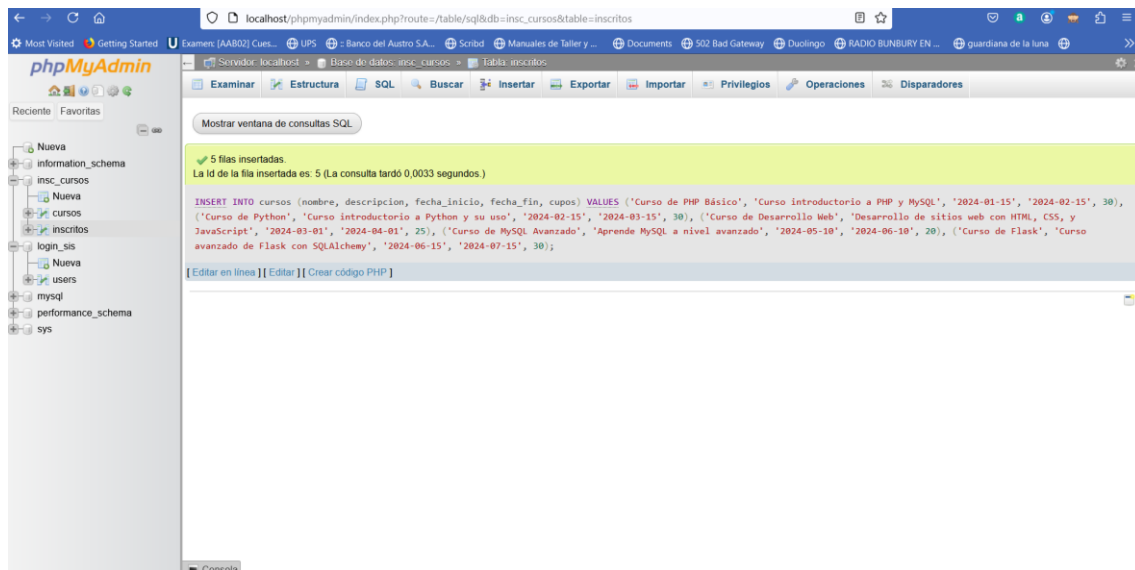 localhost/phpmyadmin/index.php?route=/table/sql&db=insc_cursos&table=inscritos
Most Visited Getting Started Examen: [AAB02] Cues... UPS :: Banco del Austro S.A... Scribd Manuales de Taller y ... Documents 502 Bad Gateway Duolingo RADIO BUNBURY EN ... guardiana de la luna
phpMyAdmin
Reciente Favoritas
Nueva
information_schema
insc_cursos
Nueva
cursos
inscritos
login_sis
Nueva
users
mysql
performance_schema
sys
Servidor: localhost » Base de datos: insc_cursos » Tabla: inscritos
Examinar Estructura SQL Buscar Insertar Exportar Importar Privilegios Operaciones Disparadores
Mostrar ventana de consultas SQL
5 filas insertadas.
La Id de la fila insertada es: 5 (La consulta tardó 0,0033 segundos.)
INSERT INTO cursos (nombre, descripcion, fecha_inicio, fecha_fin, cupos) VALUES ('Curso de PHP Básico', 'Curso introductorio a PHP y MySQL', '2024-01-15', '2024-02-15', 30),
('Curso de Python', 'Curso introductorio a Python y su uso', '2024-02-15', '2024-03-15', 30), ('Curso de Desarrollo Web', 'Desarrollo de sitios web con HTML, CSS, y
JavaScript', '2024-03-01', '2024-04-01', 25), ('Curso de MySQL Avanzado', 'Aprende MySQL a nivel avanzado', '2024-05-10', '2024-06-10', 20), ('Curso de Flask', 'Curso
avanzado de Flask con SQLAlchemy', '2024-06-15', '2024-07-15', 30);
[ Editar en línea ] [ Editar ] [ Crear código PHP ]
Consola